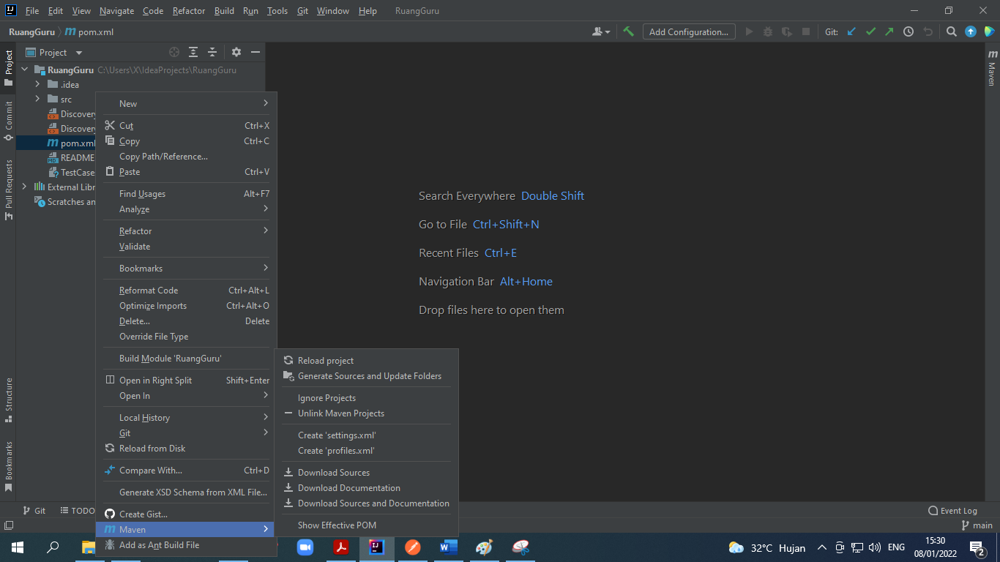 File Edit View Navigate Code Refactor Build Run Tools Git Window Help RuangGuru
RuangGuru pom.xml Add Configuration... Git:
Project
RuangGuru C:\Users\X\IdeaProjects\RuangGuru
.idea
src
Discovery
Discovery
pom.xml
README
TestCase
External Libr
Scratches an
Project
Commit
Pull Requests
Structure
Bookmarks
Maven
New
Cut Ctrl+X
Copy Ctrl+C
Copy Path/Reference...
Paste Ctrl+V
Find Usages Alt+F7
Analyze
Refactor
Validate
Bookmarks
Reformat Code Ctrl+Alt+L
Optimize Imports Ctrl+Alt+O
Delete... Delete
Override File Type
Build Module 'RuangGuru'
Open in Right Split Shift+Enter
Open In
Local History
Git
Reload from Disk
Compare With... Ctrl+D
Generate XSD Schema from XML File...
Create Gist...
Maven
Add as Ant Build File
Reload project
Generate Sources and Update Folders
Ignore Projects
Unlink Maven Projects
Create 'settings.xml'
Create 'profiles.xml'
Download Sources
Download Documentation
Download Sources and Documentation
Show Effective POM
Search Everywhere Double Shift
Go to File Ctrl+Shift+N
Recent Files Ctrl+E
Navigation Bar Alt+Home
Drop files here to open them
Git TODO Event Log
main
32°C Hujan ENG 15:30
08/01/2022 2